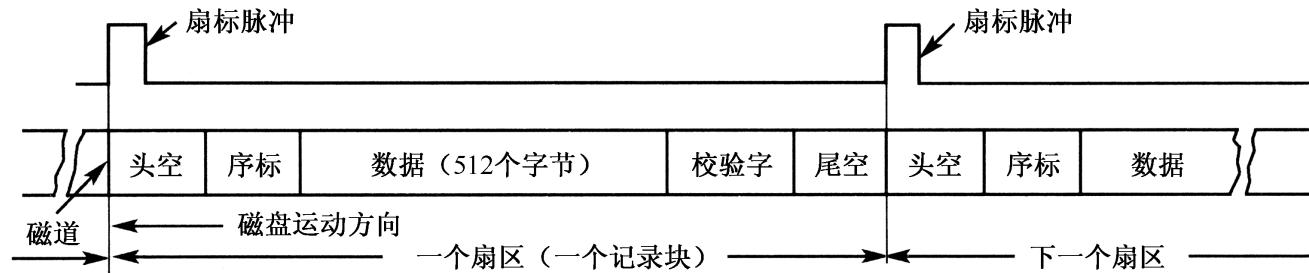 扇标脉冲
扇标脉冲
头空 序标 数据（512个字节） 校验字 尾空 头空 序标 数据
磁道
磁盘运动方向
一个扇区（一个记录块）
下一个扇区